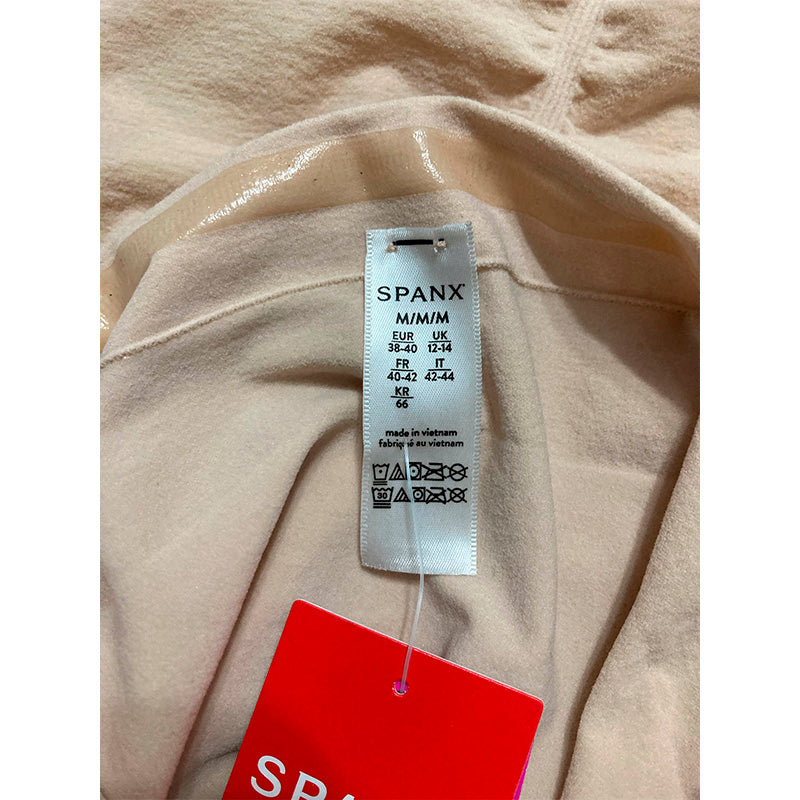 SPANX®
M/M/M
EUR UK
38-40 12-14
FR IT
40-42 42-44
KR
66
made in vietnam
fabriqué au vietnam
30
SPA